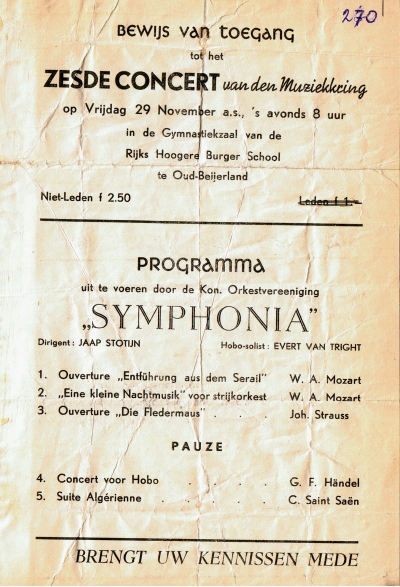 270
BEWIJS VAN TOEGANG
tot het
ZESDE CONCERT van den Muziekkring
op Vrijdag 29 November a.s., 's avonds 8 uur
in de Gymnastiekzaal van de
Rijks Hoogere Burger School
te Oud-Beijerland
Niet-Leden f 2.50 Leden f 1.-
PROGRAMMA
uit te voeren door de Kon. Orkestvereeniging
„SYMPHONIA”
Dirigent : JAAP STOTIJN Hobo-solist : EVERT VAN TRIGHT
1. Ouverture „Entführung aus dem Serail” W. A. Mozart
2. „Eine kleine Nachtmusik” voor strijkorkest W. A. Mozart
3. Ouverture „Die Fledermaus” . . . Joh. Strauss
PAUZE
4. Concert voor Hobo . . . . G. F. Händel
5. Suite Algérienne . . . . . C. Saint Saën
BRENGT UW KENNISSEN MEDE